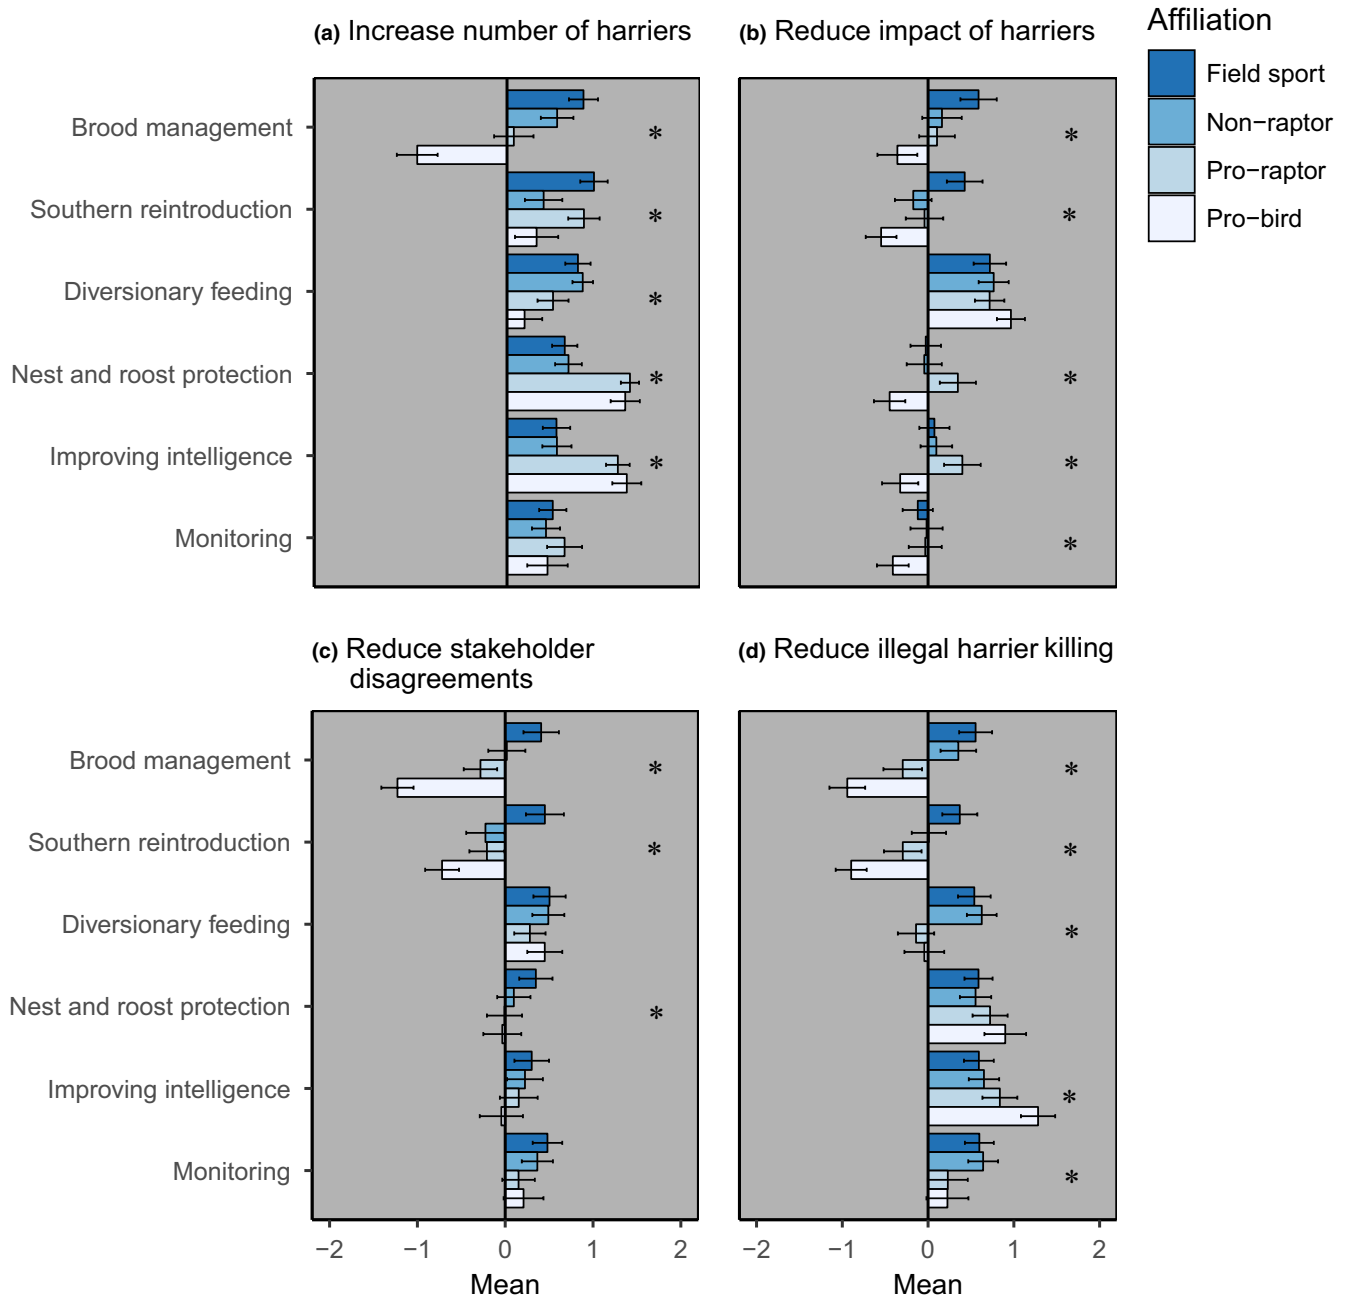 (a) Increase number of harriers
(b) Reduce impact of harriers
Affiliation
Field sport
Non−raptor
Pro−raptor
Pro−bird
Brood management
*
*
Southern reintroduction
*
*
Diversionary feeding
*
Nest and roost protection
*
*
Improving intelligence
*
*
Monitoring
*
(c) Reduce stakeholder
disagreements
(d) Reduce illegal harrier killing
Brood management
*
*
Southern reintroduction
*
*
Diversionary feeding
*
Nest and roost protection
*
Improving intelligence
*
Monitoring
*
−2 −1 0 1 2
−2 −1 0 1 2
Mean
Mean